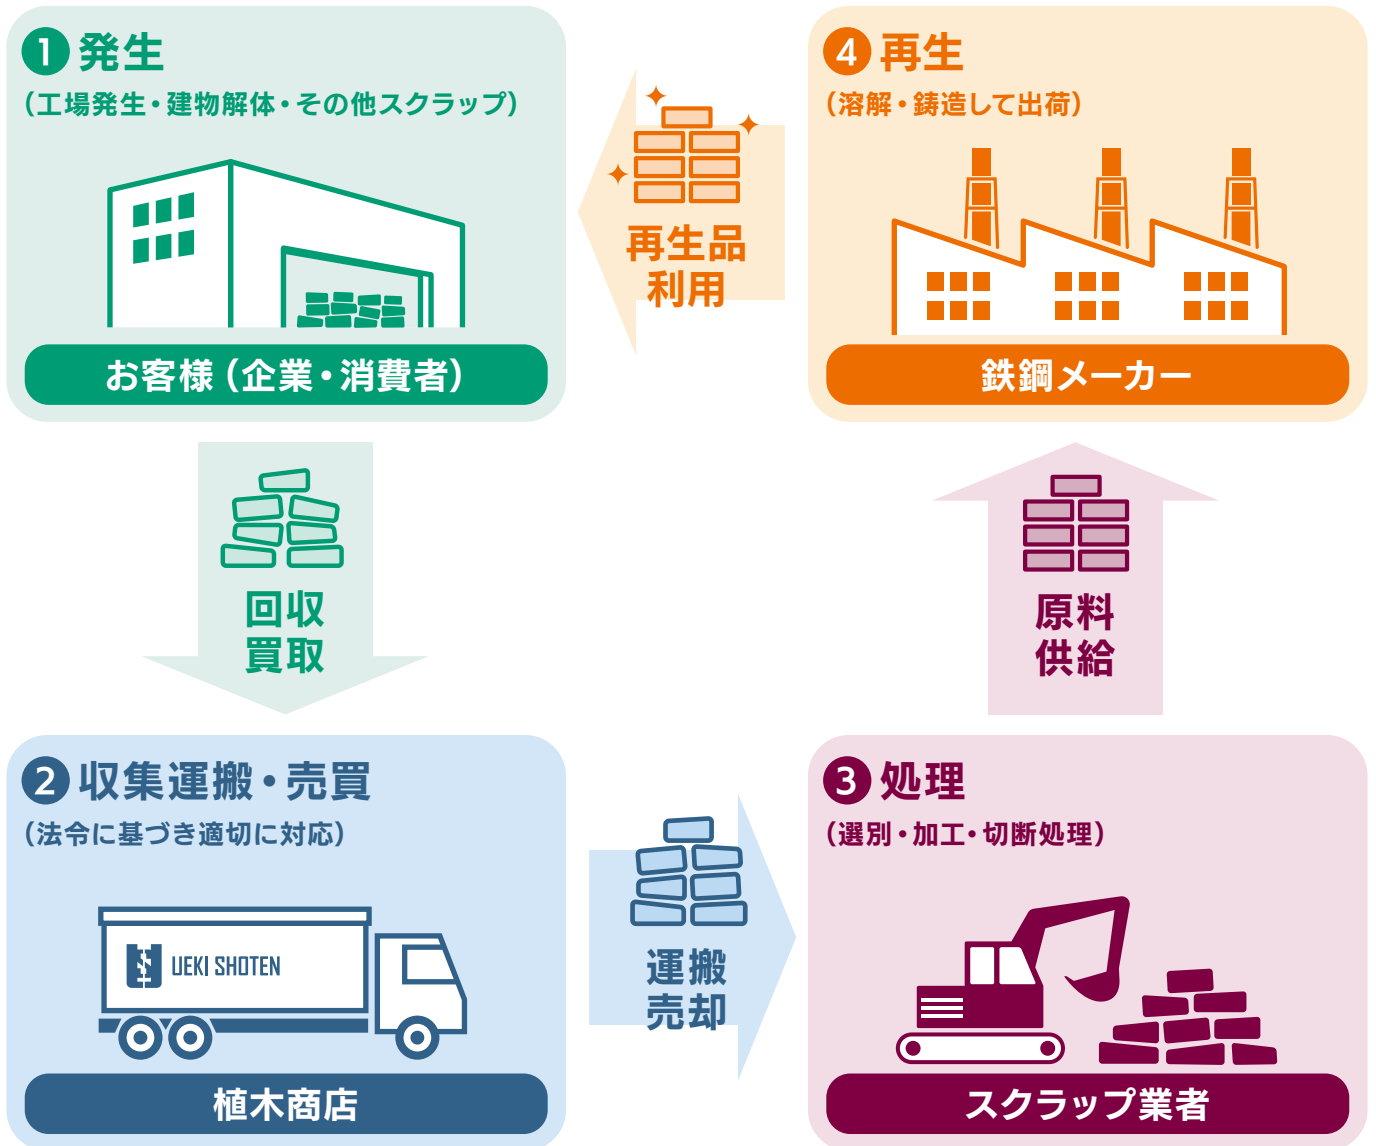 1 発生
（工場発生・建物解体・その他スクラップ）
お客様（企業・消費者）
回収
買取
2 収集運搬・売買
（法令に基づき適切に対応）
UEKI SHOTEN
植木商店
運搬
売却
3 処理
（選別・加工・切断処理）
スクラップ業者
原料
供給
4 再生
（溶解・鋳造して出荷）
鉄鋼メーカー
再生品
利用